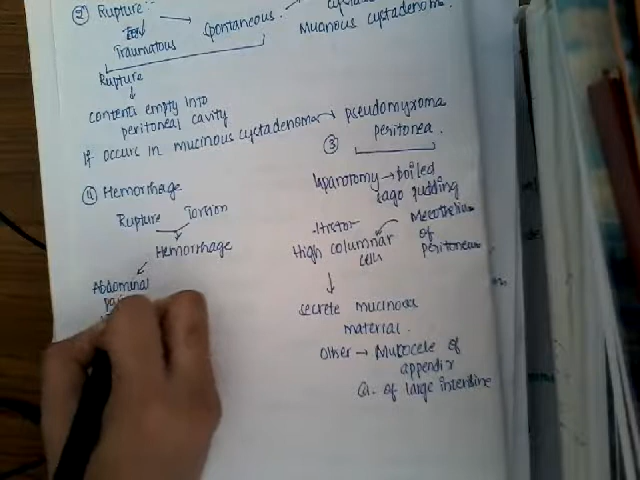 ② Rupture → Spontaneous.
Traumatous
Mucinous cystadenoma.
Rupture
↓
contents empty into
peritoneal cavity
If occurs in mucinous cystadenoma → pseudomyxoma
peritonea.
③
laparotomy → boiled
sago pudding
Mesothelium
of
peritoneum
High columnar
cells
↓
secrete mucinous
material.
Other → Mucocele of
appendix
Ca. of large intestine
④ Hemorrhage
Rupture Torsion
Hemorrhage
Abdominal